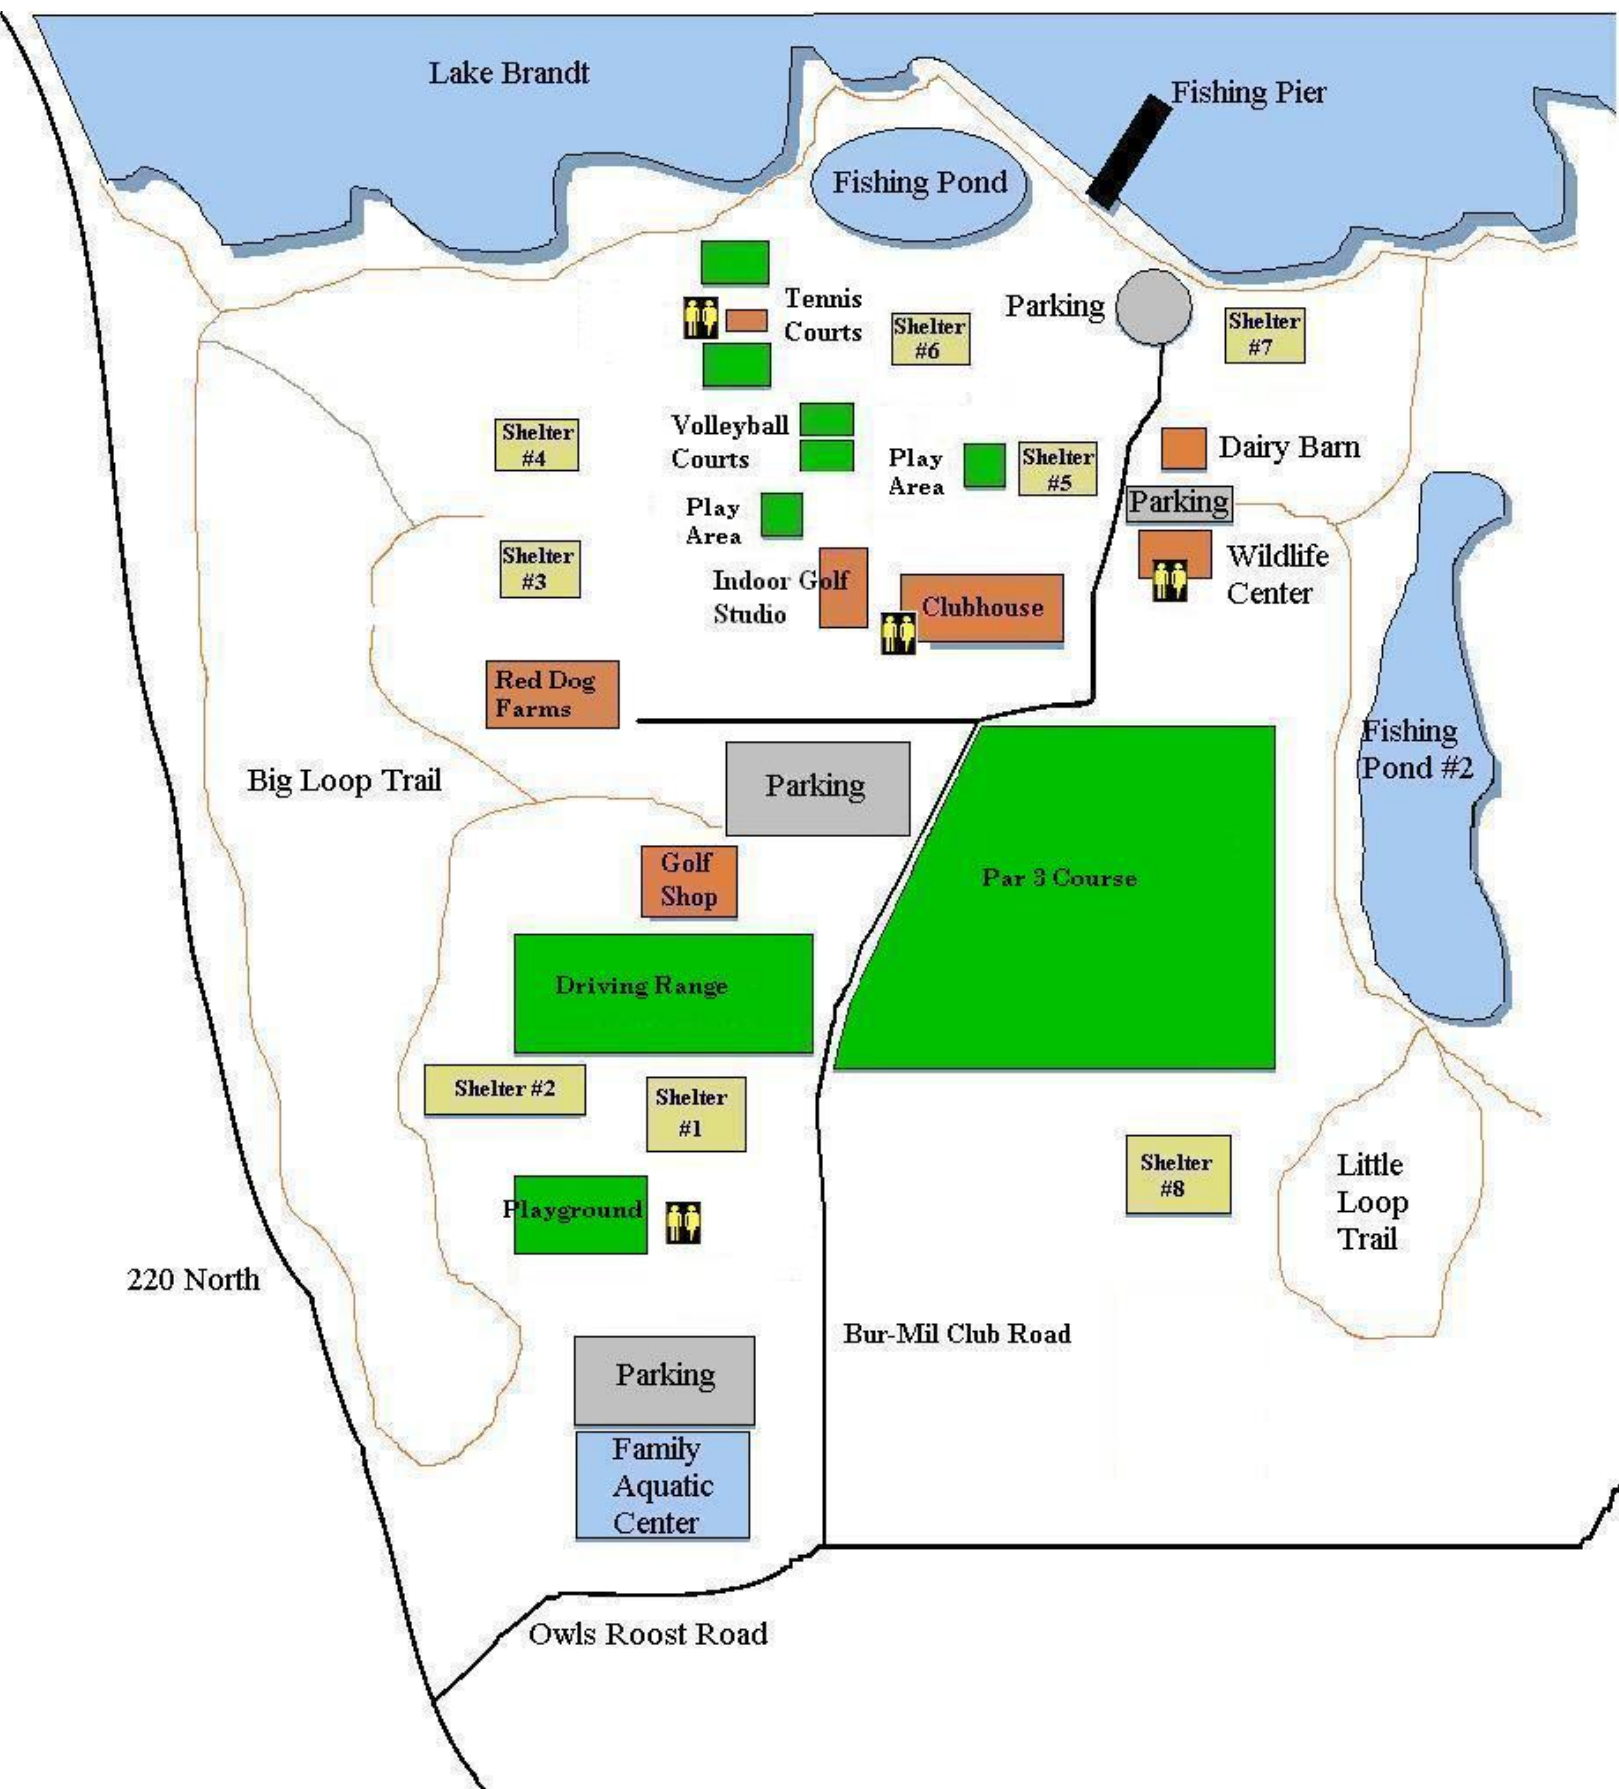 Lake Brandt
Fishing Pier
Fishing Pond
Tennis
Courts
Parking
Shelter
#6
Shelter
#7
Volleyball
Courts
Shelter
#4
Play
Area
Shelter
#5
Dairy Barn
Parking
Play
Area
Shelter
#3
Indoor Golf
Studio
Clubhouse
Wildlife
Center
Red Dog
Farms
Fishing
Pond #2
Big Loop Trail
Parking
Golf
Shop
Par 3 Course
Driving Range
Shelter #2
Shelter
#1
Shelter
#8
Little
Loop
Trail
Playground
220 North
Bur-Mil Club Road
Parking
Family
Aquatic
Center
Owls Roost Road